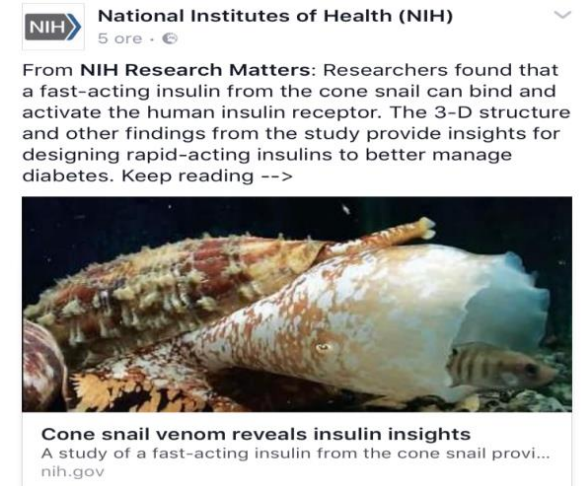 NIH
National Institutes of Health (NIH)
5 ore ·
From NIH Research Matters: Researchers found that
a fast-acting insulin from the cone snail can bind and
activate the human insulin receptor. The 3-D structure
and other findings from the study provide insights for
designing rapid-acting insulins to better manage
diabetes. Keep reading -->
Cone snail venom reveals insulin insights
A study of a fast-acting insulin from the cone snail provi...
nih.gov